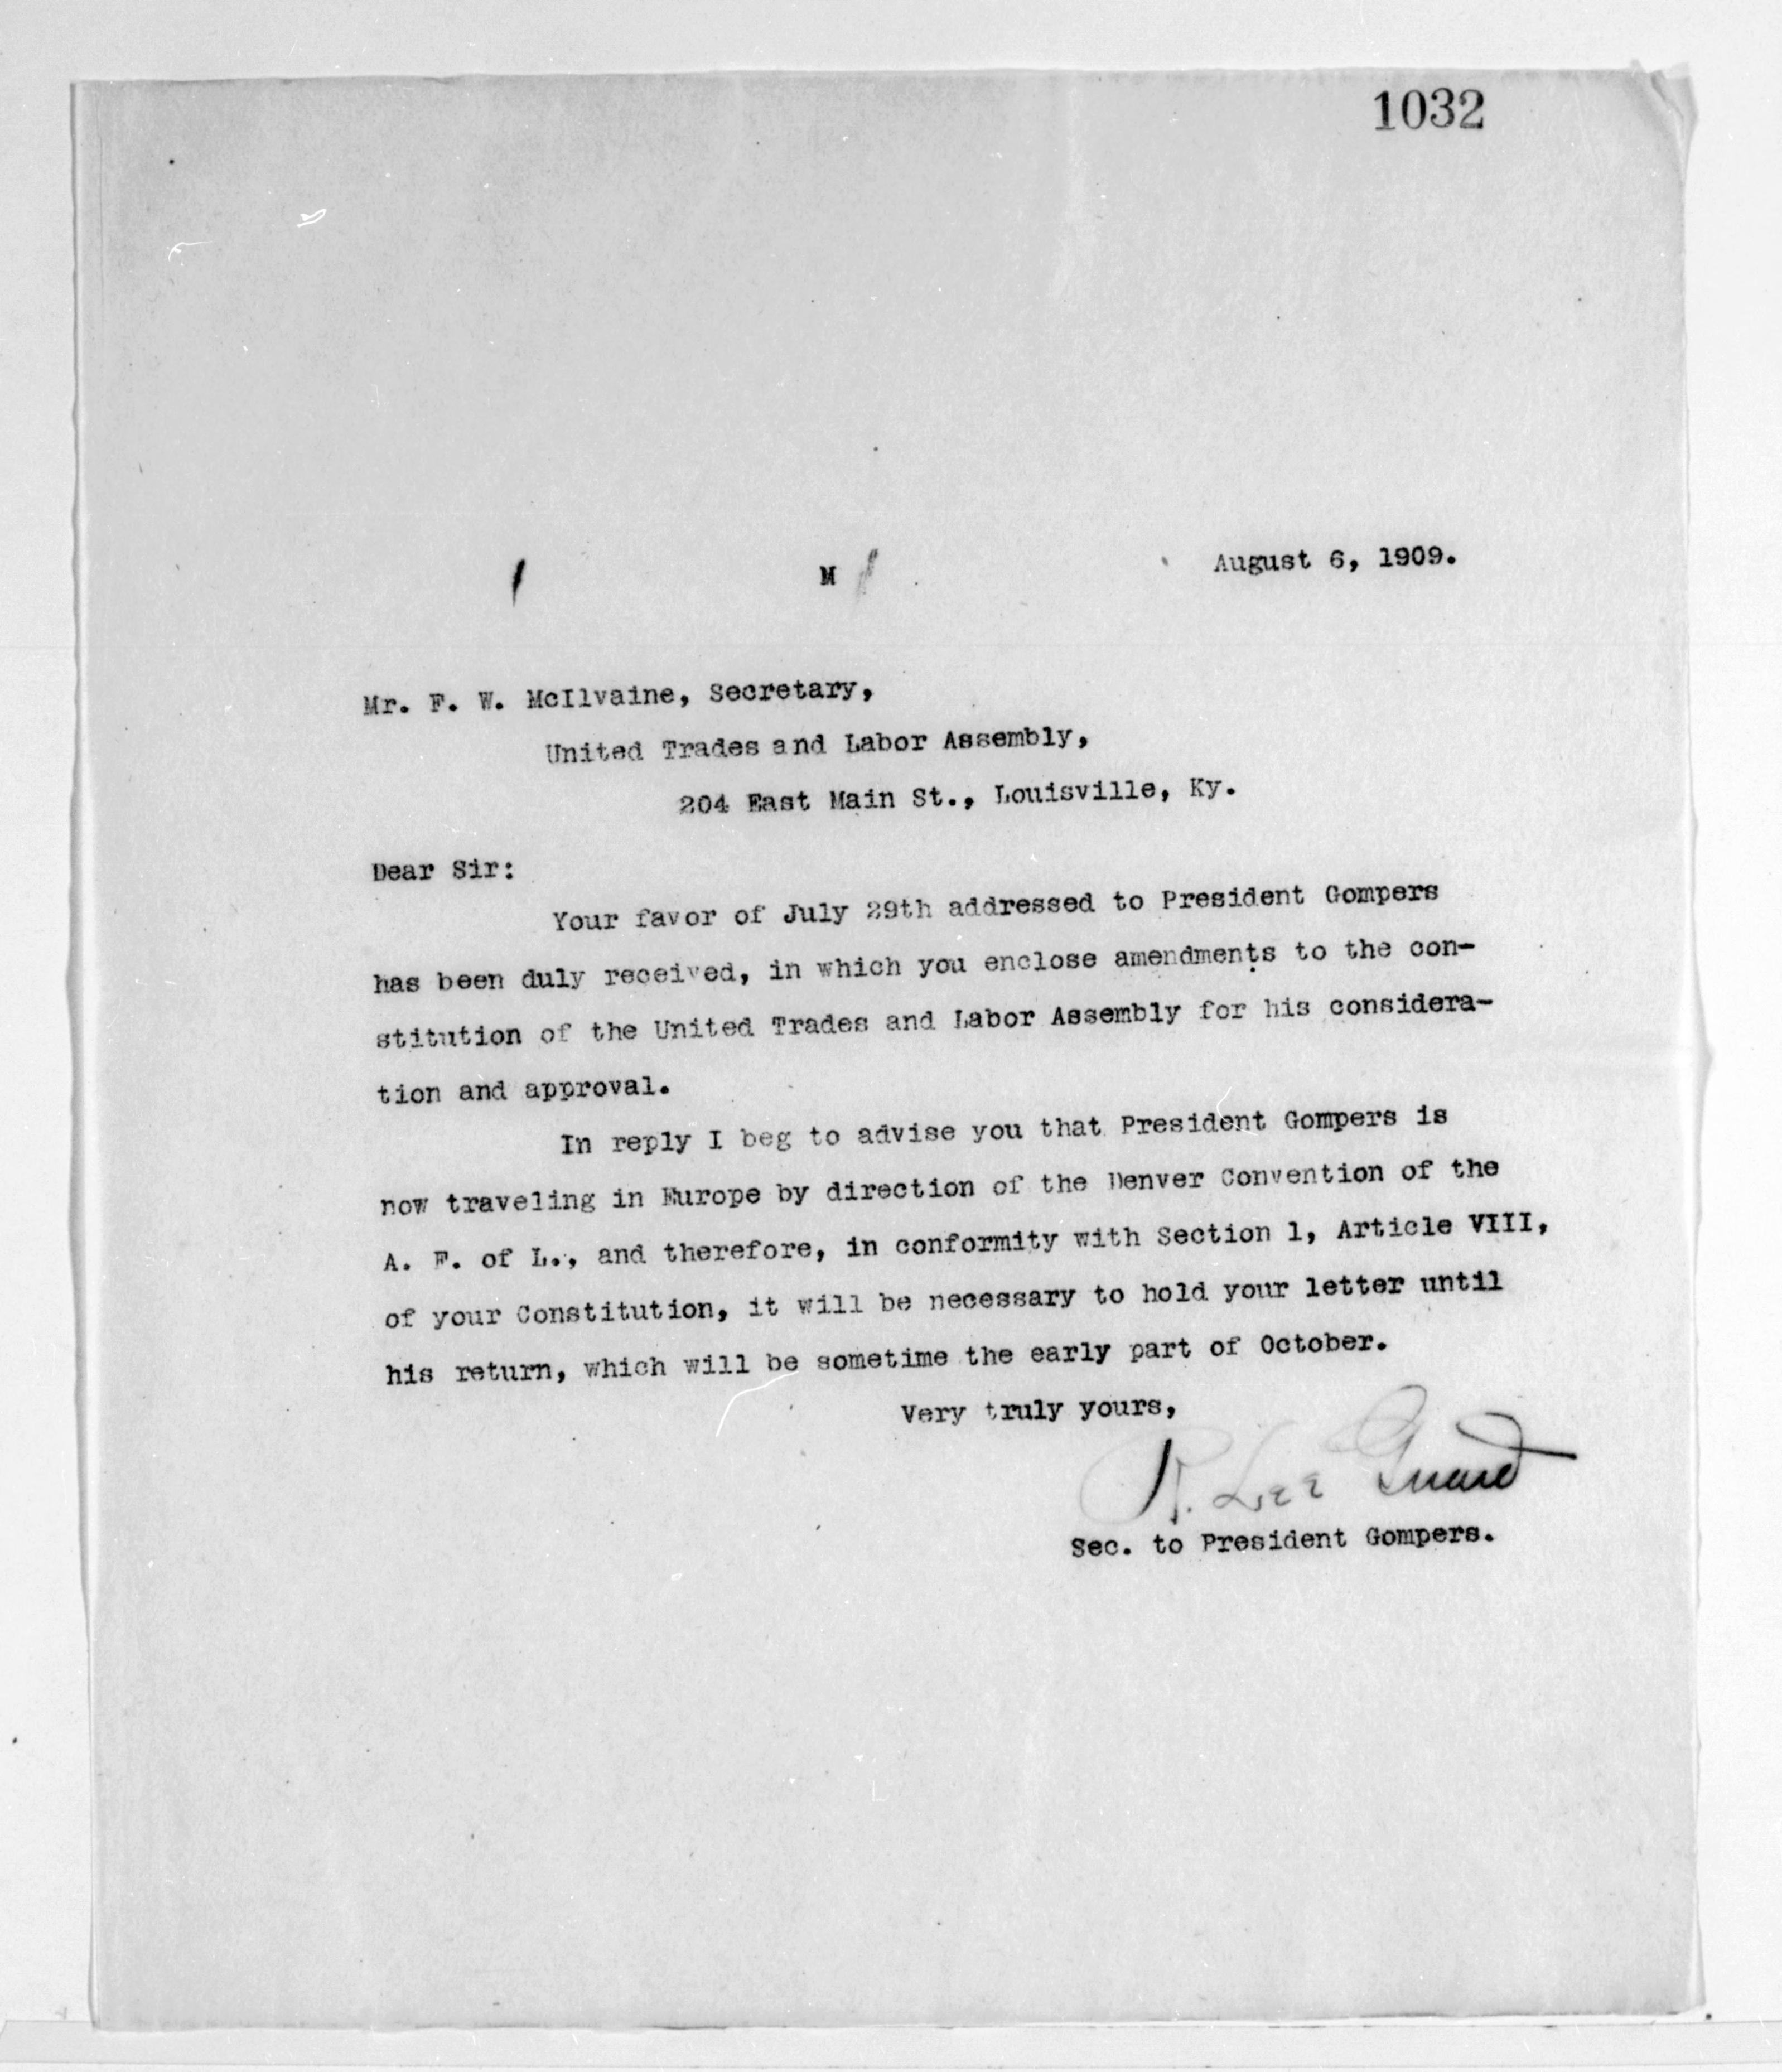 1032
M August 6, 1909.
Mr. F. W. McIlvaine, Secretary,
United Trades and Labor Assembly,
204 East Main St., Louisville, Ky.
Dear Sir:
Your favor of July 29th addressed to President Gompers
has been duly received, in which you enclose amendments to the con-
stitution of the United Trades and Labor Assembly for his considera-
tion and approval.
In reply I beg to advise you that President Gompers is
now traveling in Europe by direction of the Denver Convention of the
A. F. of L., and therefore, in conformity with Section 1, Article VIII,
of your Constitution, it will be necessary to hold your letter until
his return, which will be sometime the early part of October.
Very truly yours,
R. Lee Guard
Sec. to President Gompers.